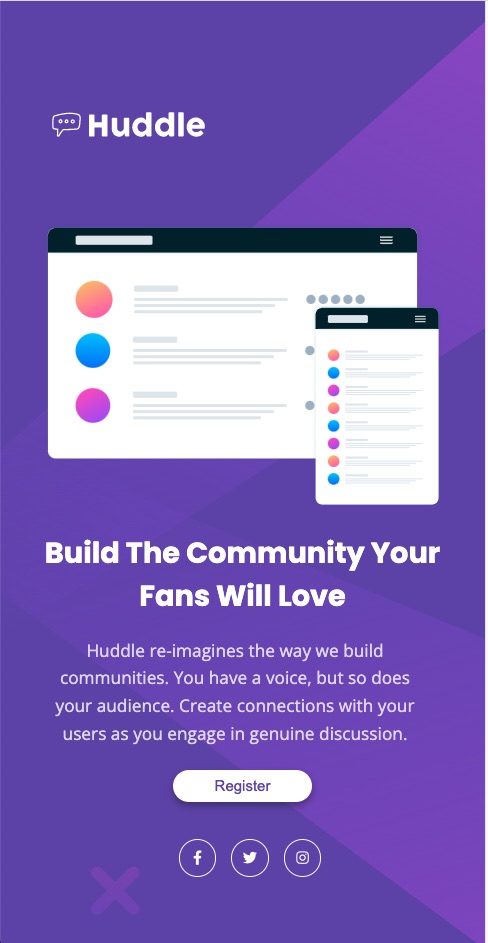 Huddle
Build The Community Your
Fans Will Love
Huddle re-imagines the way we build
communities. You have a voice, but so does
your audience. Create connections with your
users as you engage in genuine discussion.
Register